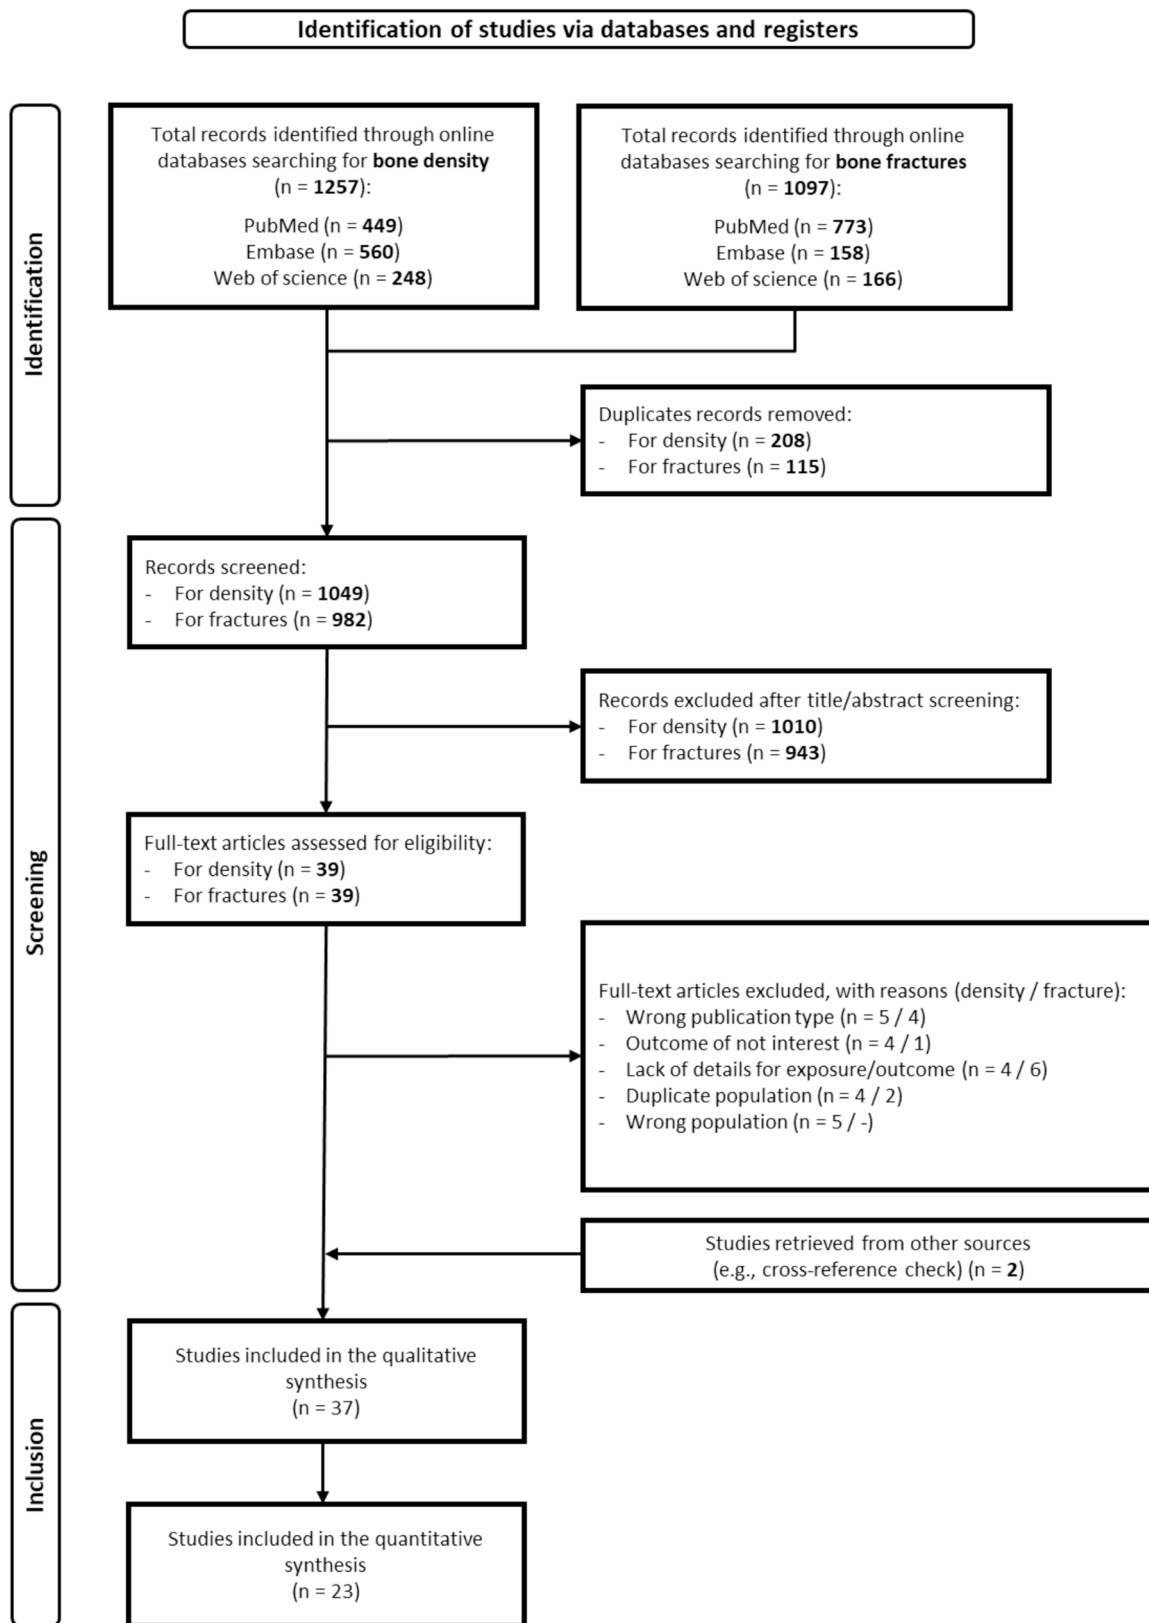 Identification of studies via databases and registers
Identification
Total records identified through online
databases searching for bone density
(n = 1257):
PubMed (n = 449)
Embase (n = 560)
Web of science (n = 248)
Total records identified through online
databases searching for bone fractures
(n = 1097):
PubMed (n = 773)
Embase (n = 158)
Web of science (n = 166)
Duplicates records removed:
- For density (n = 208)
- For fractures (n = 115)
Screening
Records screened:
- For density (n = 1049)
- For fractures (n = 982)
Records excluded after title/abstract screening:
- For density (n = 1010)
- For fractures (n = 943)
Full-text articles assessed for eligibility:
- For density (n = 39)
- For fractures (n = 39)
Full-text articles excluded, with reasons (density / fracture):
- Wrong publication type (n = 5 / 4)
- Outcome of not interest (n = 4 / 1)
- Lack of details for exposure/outcome (n = 4 / 6)
- Duplicate population (n = 4 / 2)
- Wrong population (n = 5 / -)
Studies retrieved from other sources
(e.g., cross-reference check) (n = 2)
Inclusion
Studies included in the qualitative
synthesis
(n = 37)
Studies included in the quantitative
synthesis
(n = 23)